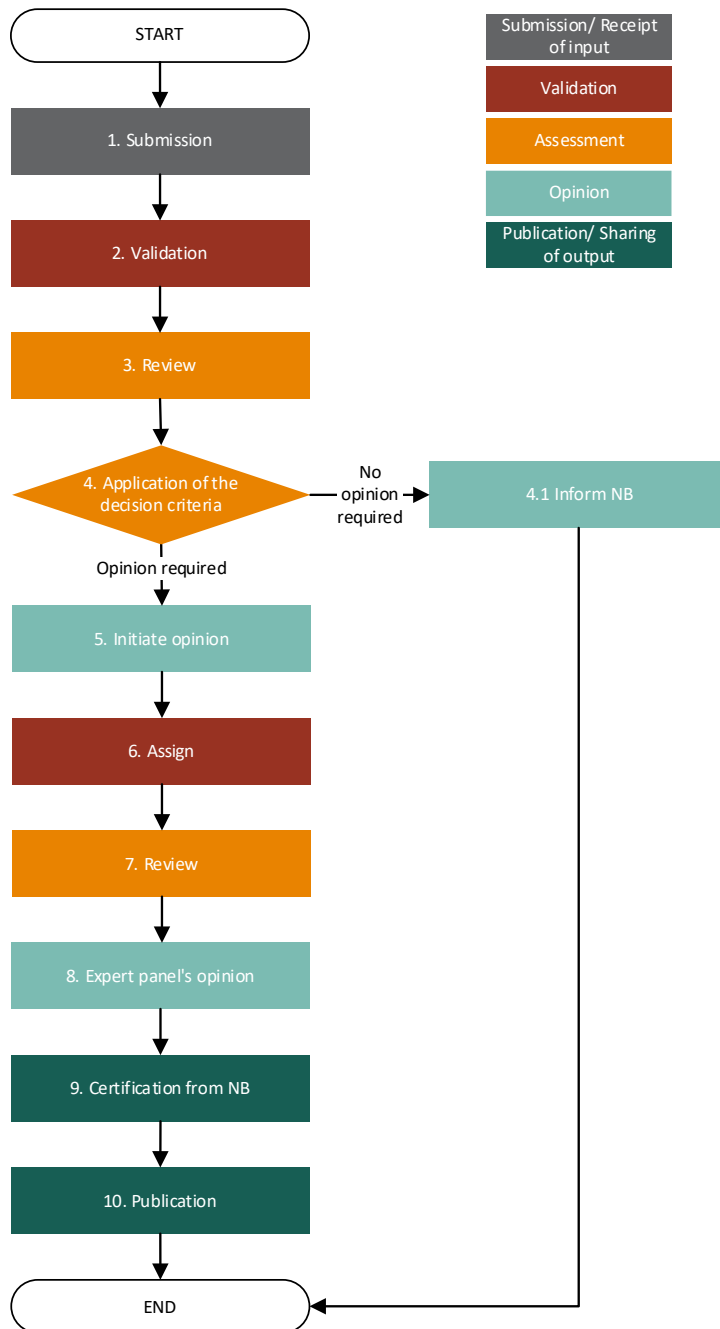 START
Submission/ Receipt
of input
Validation
Assessment
Opinion
Publication/ Sharing
of output
1. Submission
2. Validation
3. Review
4. Application of the
decision criteria
No
opinion
required
4.1 Inform NB
Opinion required
5. Initiate opinion
6. Assign
7. Review
8. Expert panel's opinion
9. Certification from NB
10. Publication
END